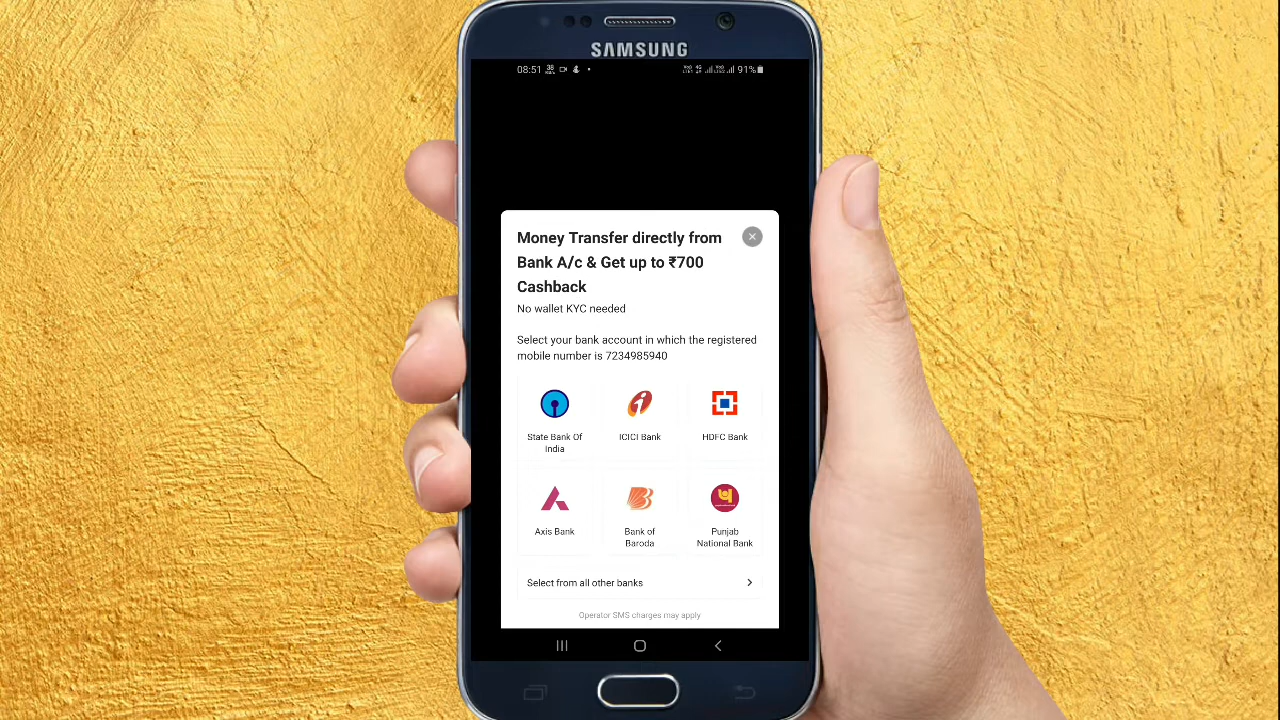 SAMSUNG
08:51 38 91%
Money Transfer directly from
Bank A/c & Get up to ₹700
Cashback
No wallet KYC needed
Select your bank account in which the registered
mobile number is 7234985940
State Bank Of
India
ICICI Bank
HDFC Bank
Axis Bank
Bank of
Baroda
Punjab
National Bank
Select from all other banks
Operator SMS charges may apply